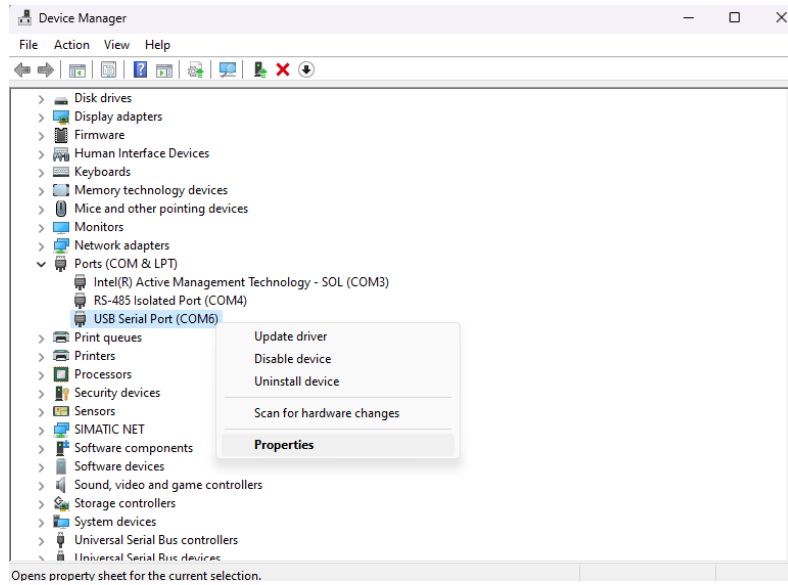 Device Manager
File Action View Help
Disk drives
Display adapters
Firmware
Human Interface Devices
Keyboards
Memory technology devices
Mice and other pointing devices
Monitors
Network adapters
Ports (COM & LPT)
Intel(R) Active Management Technology - SOL (COM3)
RS-485 Isolated Port (COM4)
USB Serial Port (COM6)
Print queues
Printers
Processors
Security devices
Sensors
SIMATIC NET
Software components
Software devices
Sound, video and game controllers
Storage controllers
System devices
Universal Serial Bus controllers
Universal Serial Bus devices
Update driver
Disable device
Uninstall device
Scan for hardware changes
Properties
Opens property sheet for the current selection.